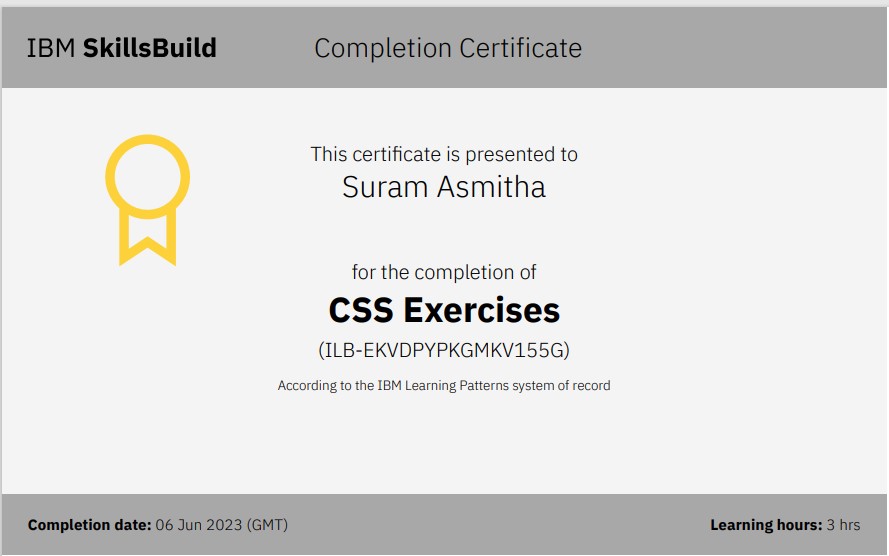 IBM SkillsBuild
Completion Certificate
This certificate is presented to
Suram Asmitha
for the completion of
CSS Exercises
(ILB-EKVDPYPKGMKV155G)
According to the IBM Learning Patterns system of record
Completion date: 06 Jun 2023 (GMT)
Learning hours: 3 hrs